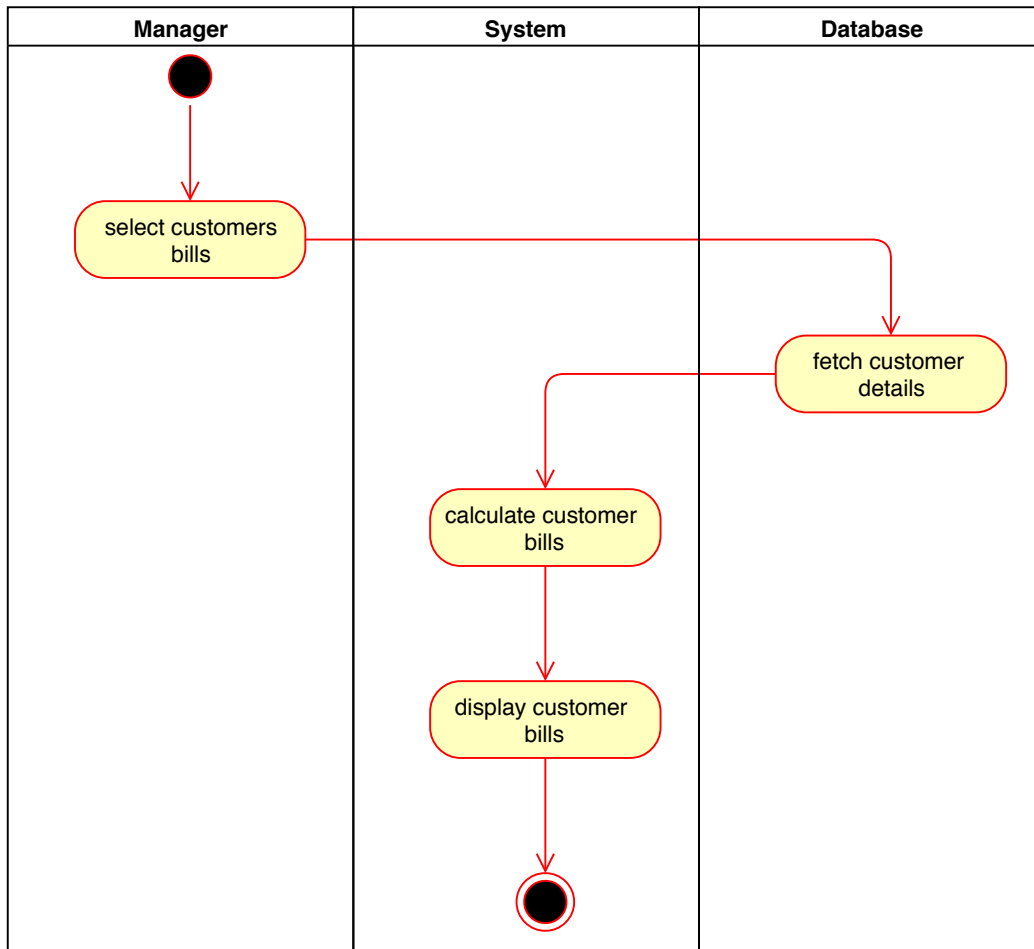 Manager
System
Database
select customers
bills
fetch customer
details
calculate customer
bills
display customer
bills